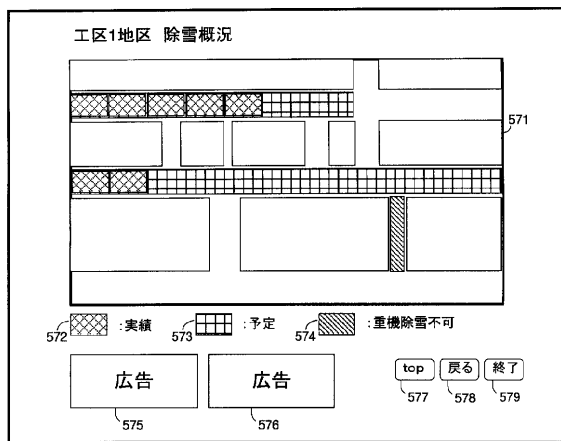 工区1地区 除雪概況
571
572 :実績 573 :予定 574 :重機除雪不可
広告 広告 top 戻る 終了
575 576 577 578 579